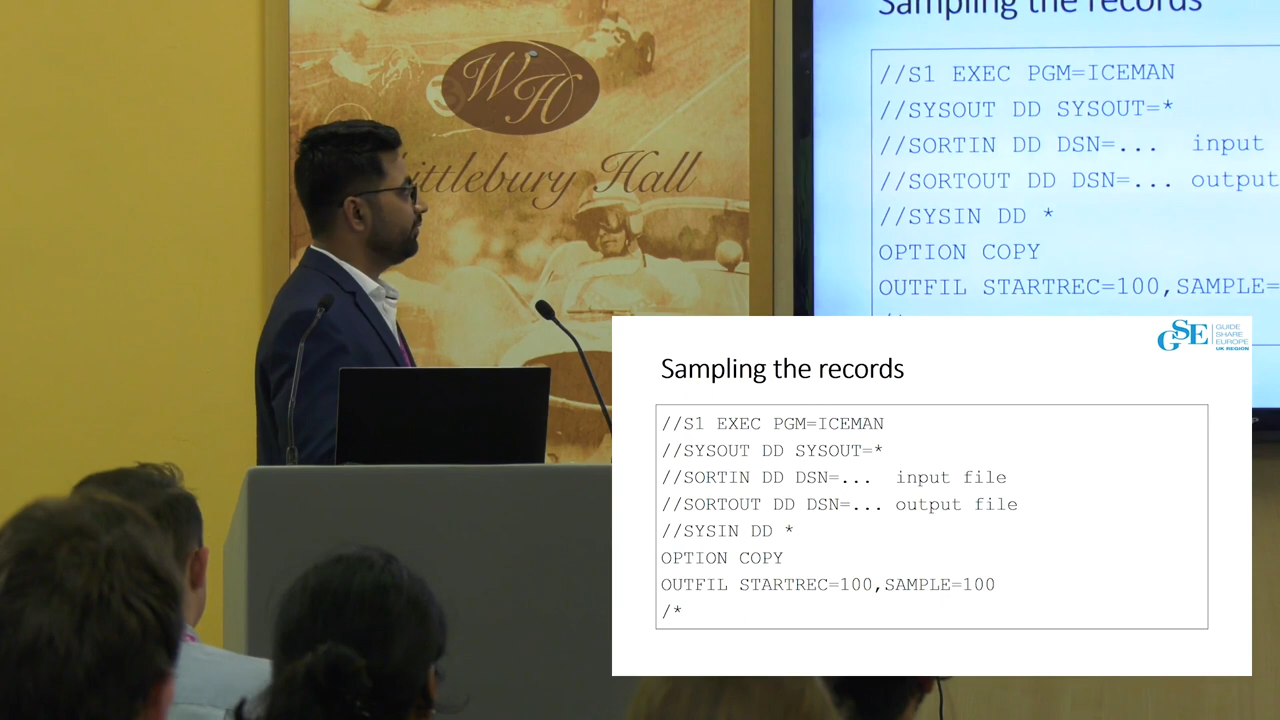 WH
ittlebury Hall
Sampling the records
//S1 EXEC PGM=ICEMAN
//SYSOUT DD SYSOUT=*
//SORTIN DD DSN=...  input
//SORTOUT DD DSN=... output
//SYSIN DD *
OPTION COPY
OUTFIL STARTREC=100,SAMPLE=
GSE GUIDE
SHARE
EUROPE
UK REGION
Sampling the records
//S1 EXEC PGM=ICEMAN
//SYSOUT DD SYSOUT=*
//SORTIN DD DSN=...  input file
//SORTOUT DD DSN=... output file
//SYSIN DD *
OPTION COPY
OUTFIL STARTREC=100,SAMPLE=100
/*